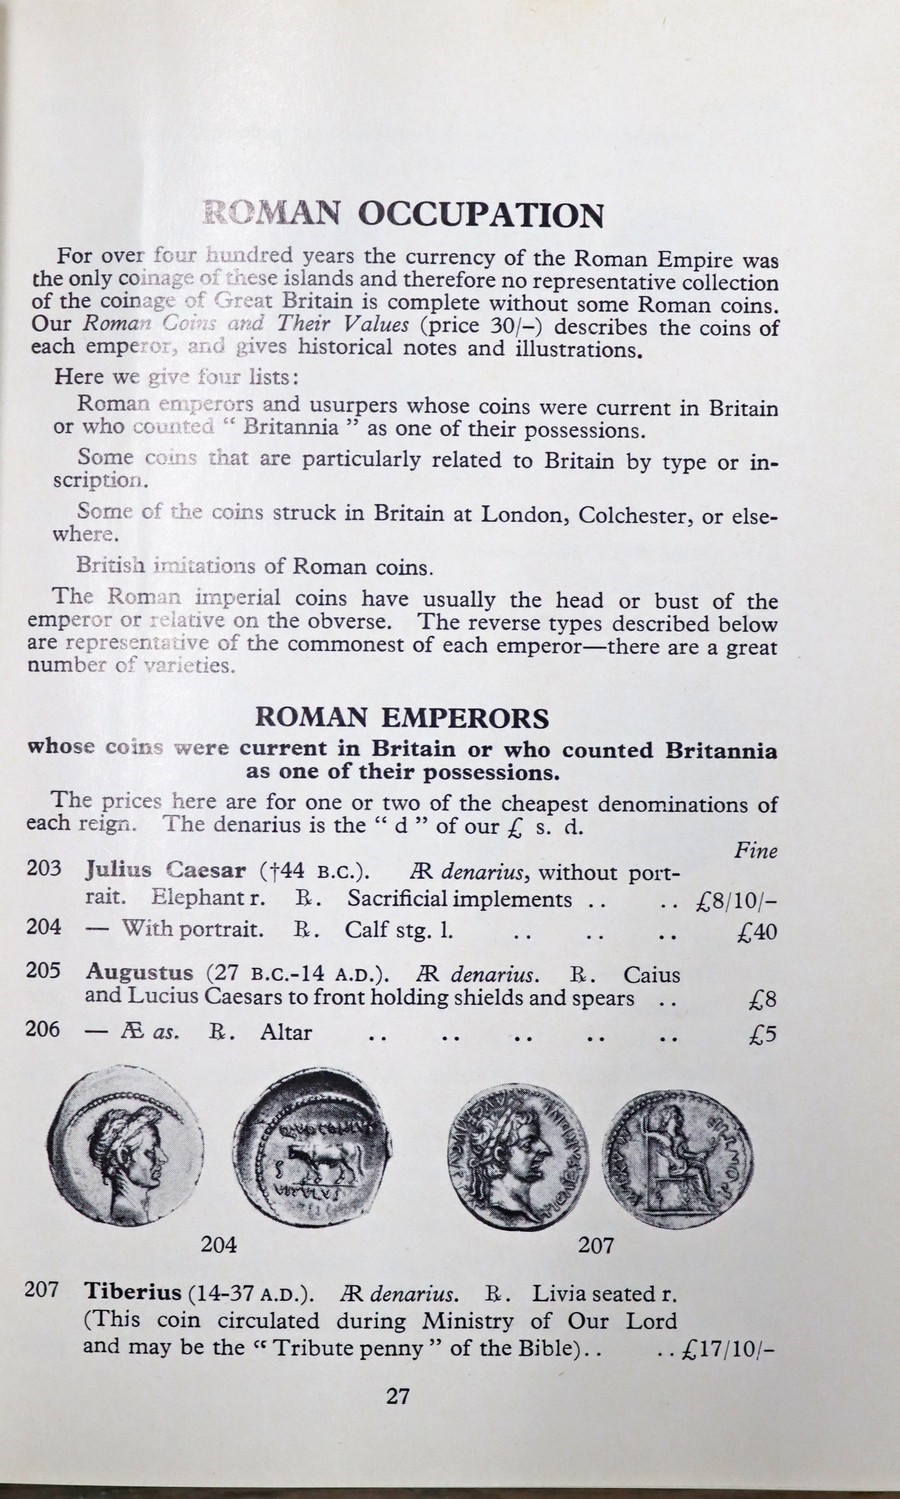 ROMAN OCCUPATION
For over four hundred years the currency of the Roman Empire was
the only coinage of these islands and therefore no representative collection
of the coinage of Great Britain is complete without some Roman coins.
Our Roman Coins and Their Values (price 30/-) describes the coins of
each emperor, and gives historical notes and illustrations.
Here we give four lists:
Roman emperors and usurpers whose coins were current in Britain
or who counted “ Britannia ” as one of their possessions.
Some coins that are particularly related to Britain by type or in-
scription.
Some of the coins struck in Britain at London, Colchester, or else-
where.
British imitations of Roman coins.
The Roman imperial coins have usually the head or bust of the
emperor or relative on the obverse. The reverse types described below
are representative of the commonest of each emperor—there are a great
number of varieties.
ROMAN EMPERORS
whose coins were current in Britain or who counted Britannia
as one of their possessions.
The prices here are for one or two of the cheapest denominations of
each reign. The denarius is the “ d ” of our £ s. d.
Fine
203 Julius Caesar (†44 B.C.). ÆR denarius, without port-
rait. Elephant r. ℞. Sacrificial implements .. .. £8/10/-
204 — With portrait. ℞. Calf stg. l. .. .. .. £40
205 Augustus (27 B.C.-14 A.D.). ÆR denarius. ℞. Caius
and Lucius Caesars to front holding shields and spears .. £8
206 — Æ as. ℞. Altar .. .. .. .. .. £5
VITVLVS
204 207
207 Tiberius (14-37 A.D.). ÆR denarius. ℞. Livia seated r.
(This coin circulated during Ministry of Our Lord
and may be the “ Tribute penny ” of the Bible) .. .. £17/10/-
27